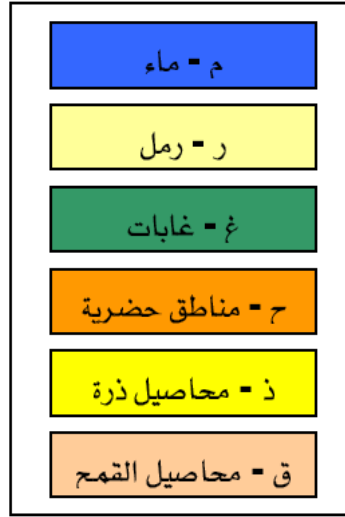 م - ماء
ر - رمل
غ - غابات
ح - مناطق حضرية
ذ - محاصيل ذرة
ق - محاصيل القمح